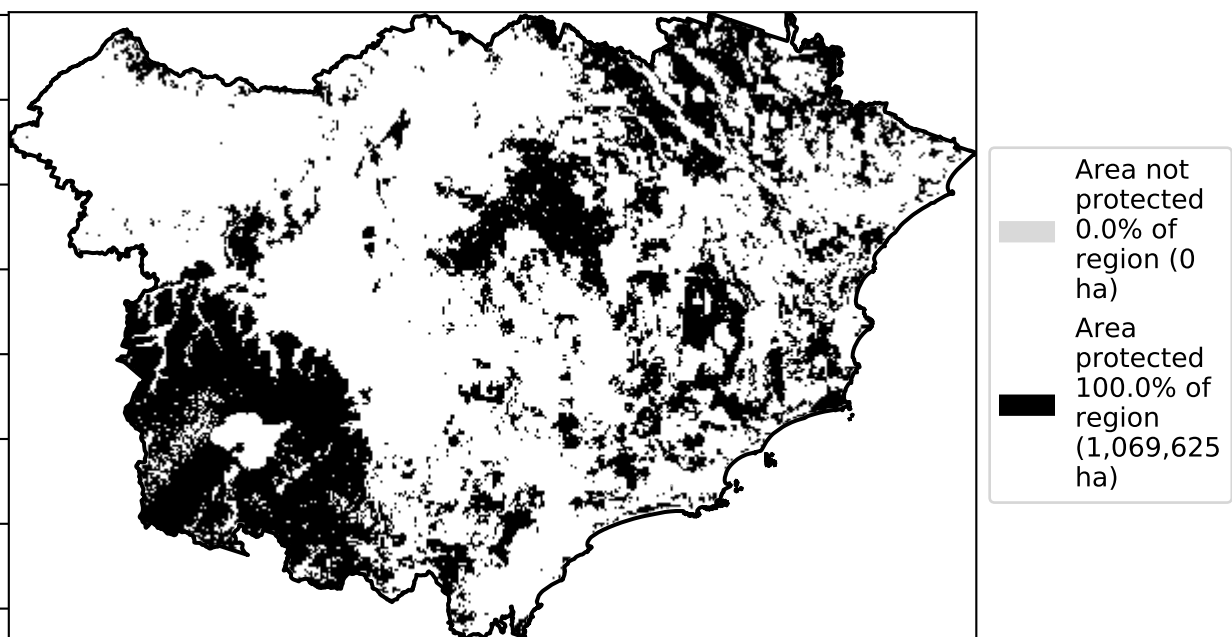 Area not
protected
0.0% of
region (0
ha)
Area
protected
100.0% of
region
(1,069,625
ha)